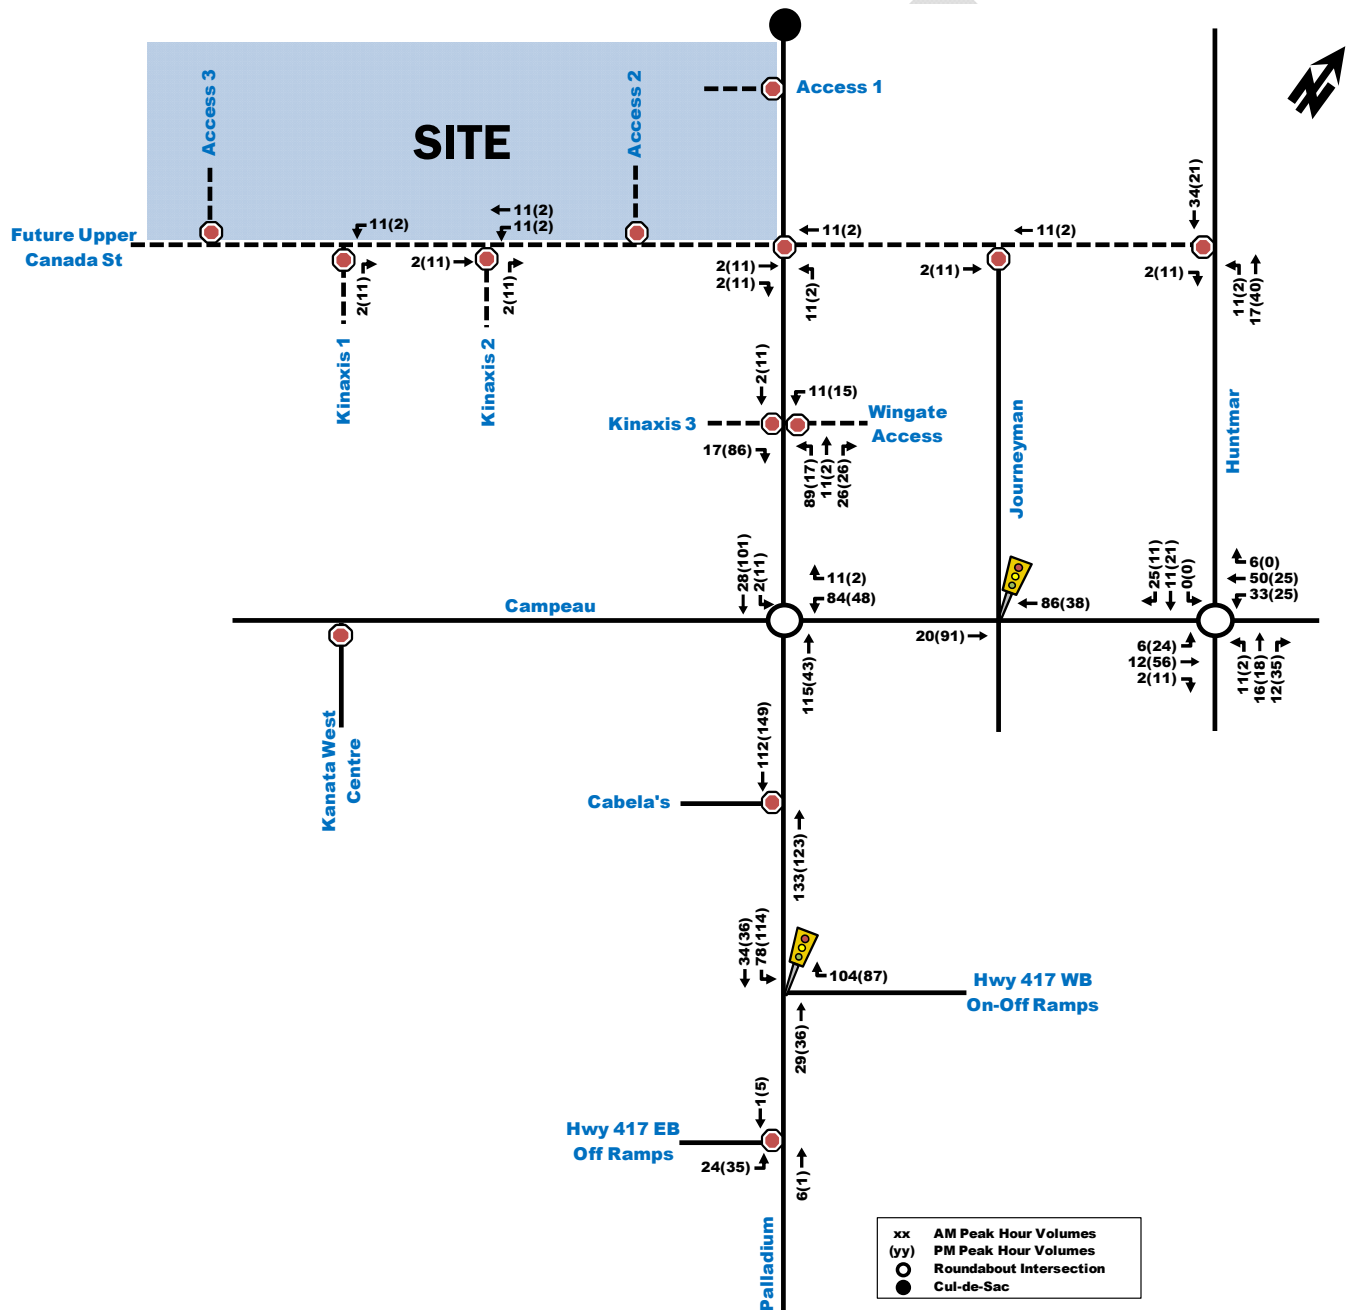 Access 3
Access 2
Access 1
SITE
34(21)
Future Upper
Canada St
11(2)
11(2)
11(2)
11(2)
11(2)
2(11)
2(11)
2(11)
2(11)
2(11)
11(2)
2(11)
2(11)
2(11)
11(2)
17(40)
Kinaxis 1
Kinaxis 2
2(11)
11(15)
Kinaxis 3
Wingate
Access
17(86)
89(17)
11(2)
26(26)
Journeyman
Huntmar
28(101)
2(11)
11(2)
84(48)
25(11)
11(21)
0(0)
6(0)
50(25)
33(25)
Campeau
86(38)
20(91)
6(24)
12(56)
2(11)
115(43)
11(2)
16(18)
12(35)
Kanata West
Centre
112(149)
Cabela's
133(123)
34(36)
78(114)
104(87)
Hwy 417 WB
On-Off Ramps
29(36)
1(5)
Hwy 417 EB
Off Ramps
24(35)
6(1)
Palladium
xx AM Peak Hour Volumes
(yy) PM Peak Hour Volumes
Roundabout Intersection
Cul-de-Sac